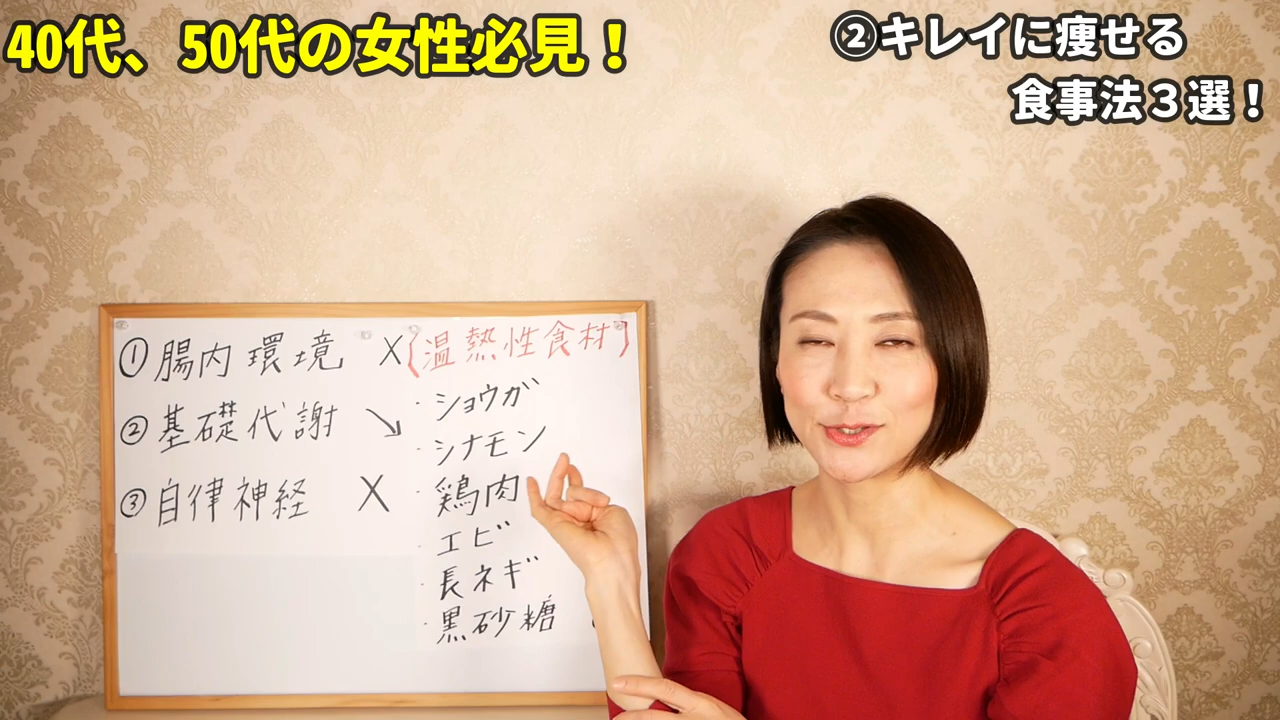 40代、50代の女性必見！
②キレイに痩せる
食事法３選！
①腸内環境 ×
②基礎代謝 ↘
③自律神経 ×
{温熱性食材}
・ショウガ
・シナモン
・鶏肉
・エビ
・長ネギ
・黒砂糖